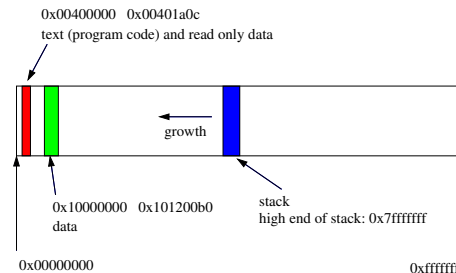 0x00400000 0x00401a0c
text (program code) and read only data
growth
0x10000000 0x101200b0
data
stack
high end of stack: 0x7fffffff
0x00000000